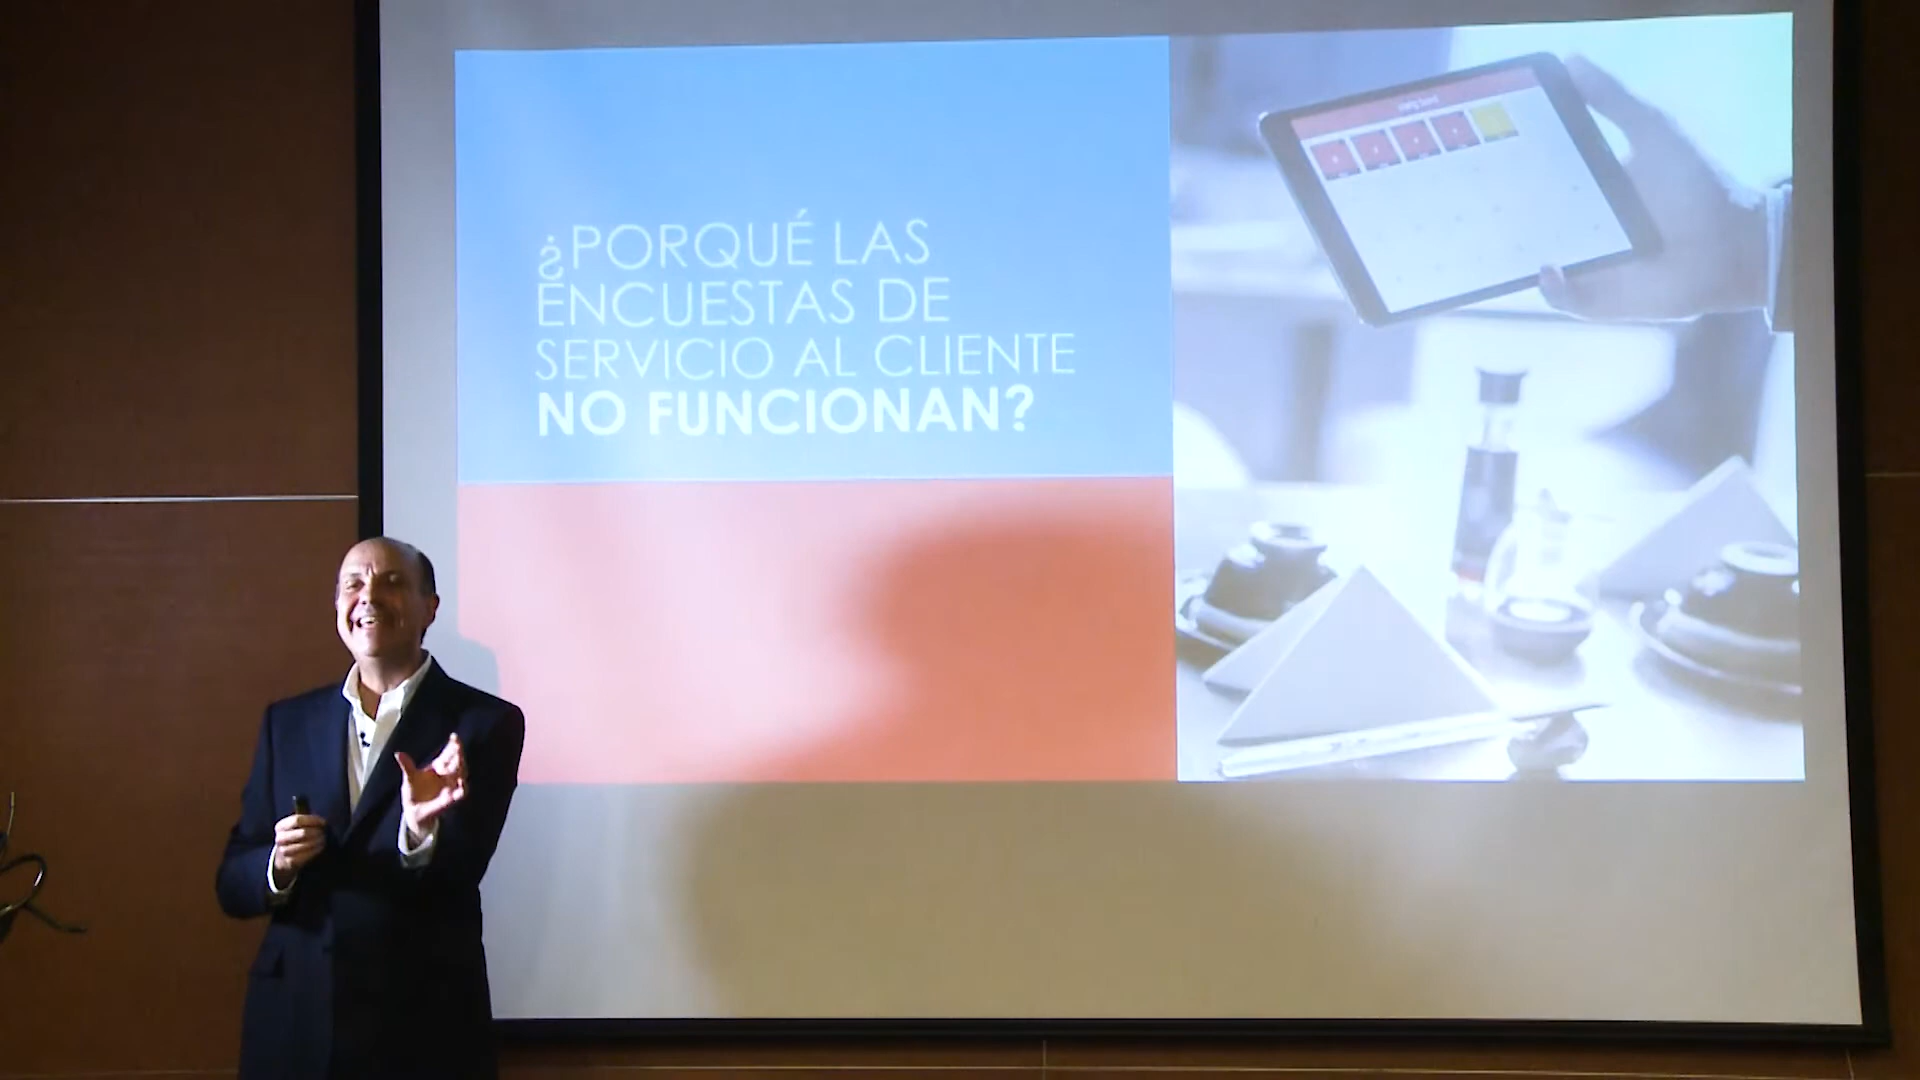 ¿PORQUÉ LAS
ENCUESTAS DE
SERVICIO AL CLIENTE
NO FUNCIONAN?